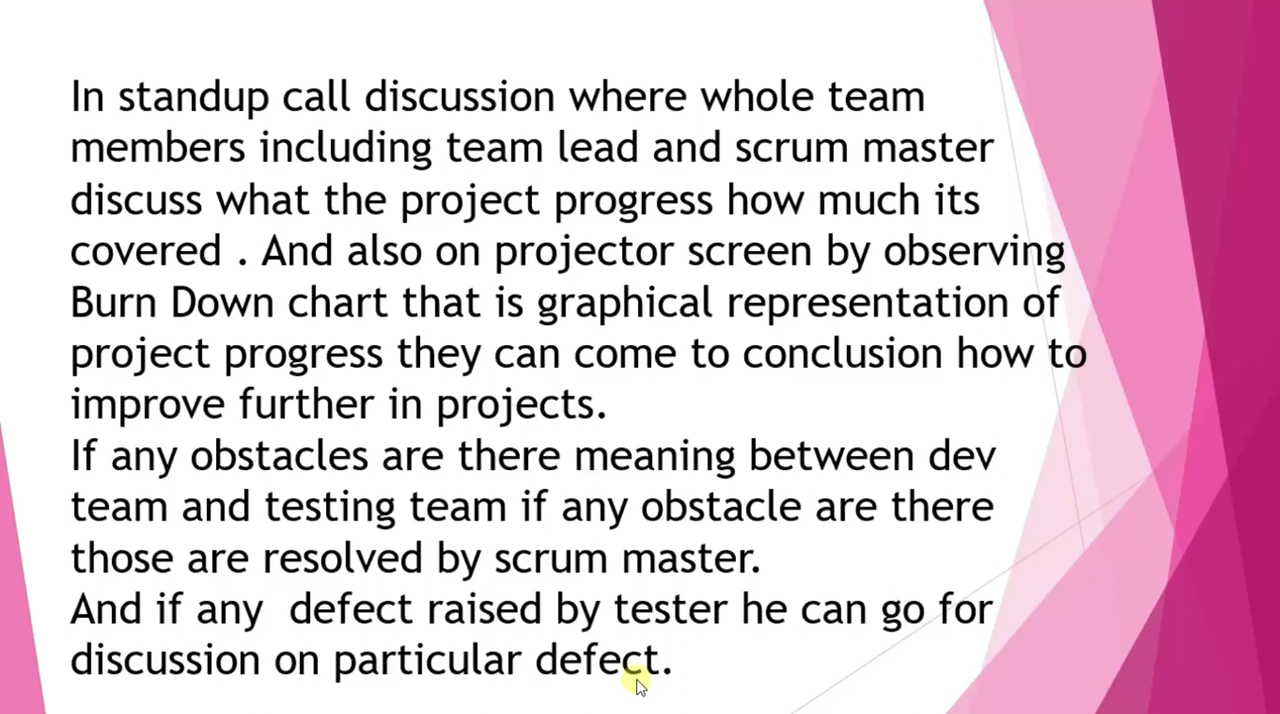 In standup call discussion where whole team
members including team lead and scrum master
discuss what the project progress how much its
covered . And also on projector screen by observing
Burn Down chart that is graphical representation of
project progress they can come to conclusion how to
improve further in projects.
If any obstacles are there meaning between dev
team and testing team if any obstacle are there
those are resolved by scrum master.
And if any  defect raised by tester he can go for
discussion on particular defect.